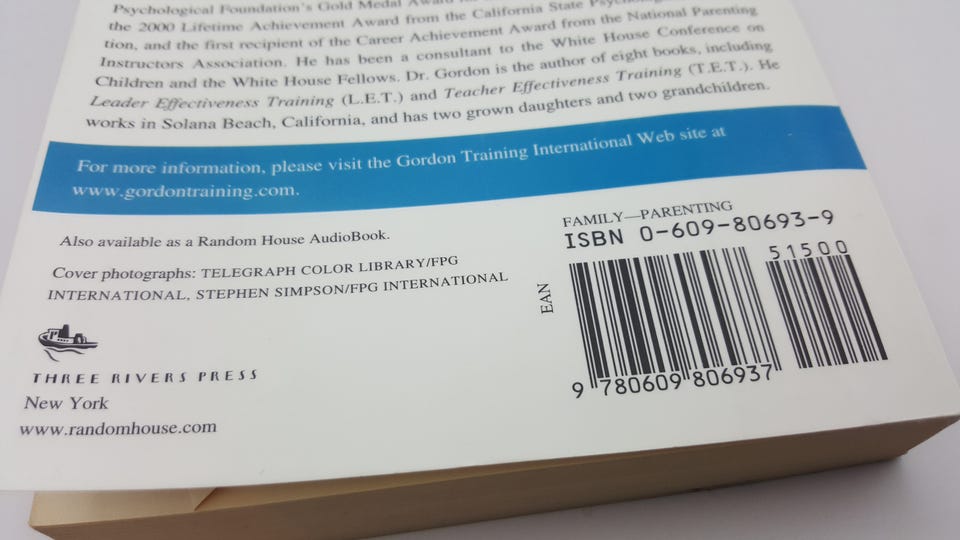 Psychological Foundation's Gold Medal Award
the 2000 Lifetime Achievement Award from the California State
tion, and the first recipient of the Career Achievement Award from the National Parenting
Instructors Association. He has been a consultant to the White House Conference on
Children and the White House Fellows. Dr. Gordon is the author of eight books, including
Leader Effectiveness Training (L.E.T.) and Teacher Effectiveness Training (T.E.T.). He
works in Solana Beach, California, and has two grown daughters and two grandchildren.
For more information, please visit the Gordon Training International Web site at
www.gordontraining.com.
Also available as a Random House AudioBook.
Cover photographs: TELEGRAPH COLOR LIBRARY/FPG
INTERNATIONAL, STEPHEN SIMPSON/FPG INTERNATIONAL
THREE RIVERS PRESS
New York
www.randomhouse.com
FAMILY—PARENTING
ISBN 0-609-80693-9
51500
EAN
9 780609 806937